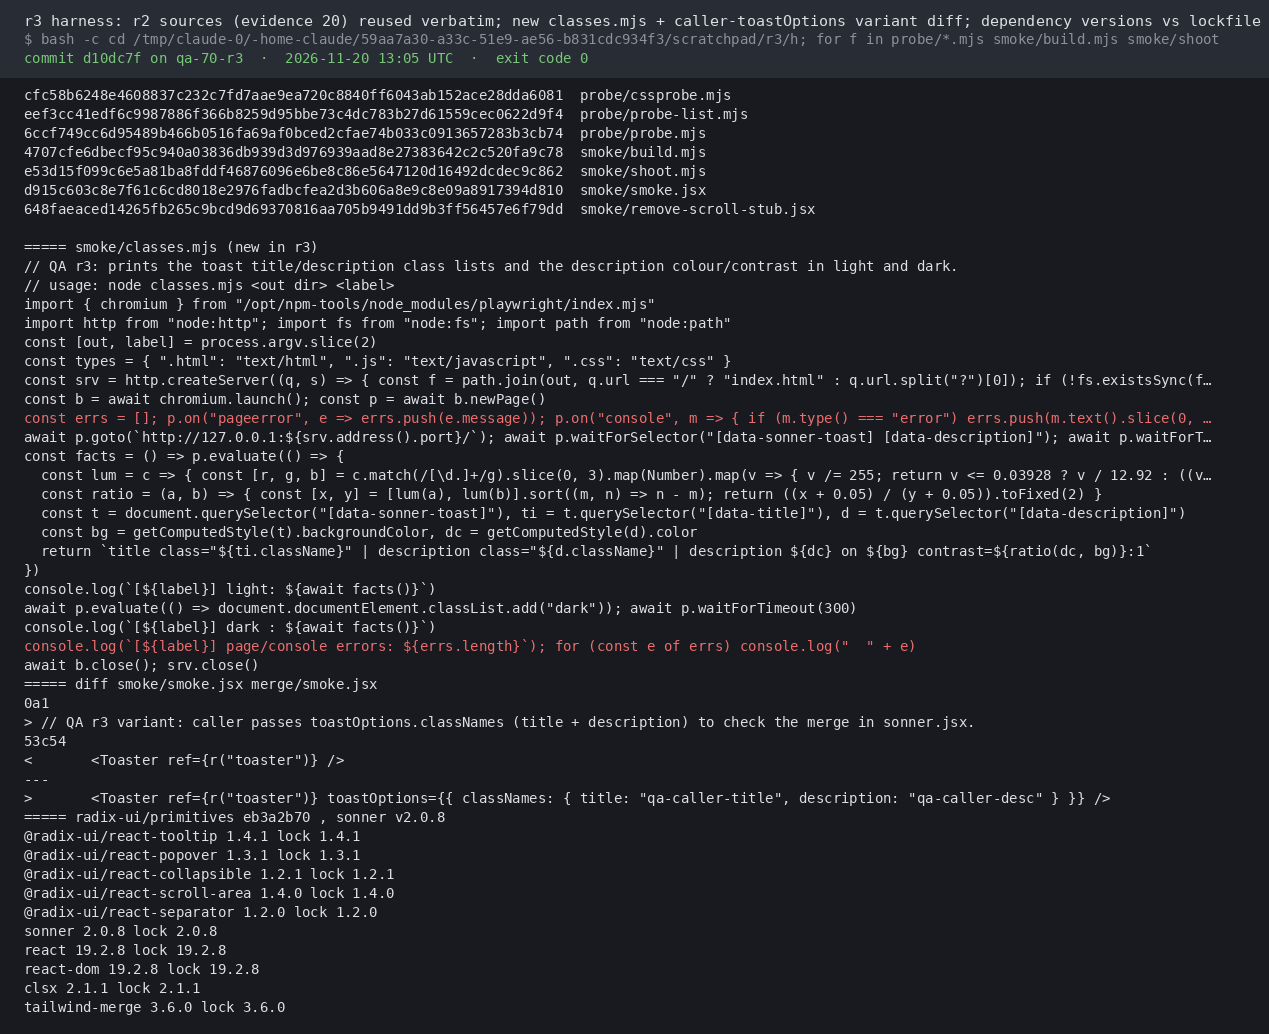 r3 harness: r2 sources (evidence 20) reused verbatim; new classes.mjs + caller-toastOptions variant diff; dependency versions vs lockfile
$ bash -c cd /tmp/claude-0/-home-claude/59aa7a30-a33c-51e9-ae56-b831cdc934f3/scratchpad/r3/h; for f in probe/*.mjs smoke/build.mjs smoke/shoot
commit d10dc7f on qa-70-r3  ·  2026-11-20 13:05 UTC  ·  exit code 0
cfc58b6248e4608837c232c7fd7aae9ea720c8840ff6043ab152ace28dda6081  probe/cssprobe.mjs
eef3cc41edf6c9987886f366b8259d95bbe73c4dc783b27d61559cec0622d9f4  probe/probe-list.mjs
6ccf749cc6d95489b466b0516fa69af0bced2cfae74b033c0913657283b3cb74  probe/probe.mjs
4707cfe6dbecf95c940a03836db939d3d976939aad8e27383642c2c520fa9c78  smoke/build.mjs
e53d15f099c6e5a81ba8fddf46876096e6be8c86e5647120d16492dcdec9c862  smoke/shoot.mjs
d915c603c8e7f61c6cd8018e2976fadbcfea2d3b606a8e9c8e09a8917394d810  smoke/smoke.jsx
648faeaced14265fb265c9bcd9d69370816aa705b9491dd9b3ff56457e6f79dd  smoke/remove-scroll-stub.jsx

===== smoke/classes.mjs (new in r3)
// QA r3: prints the toast title/description class lists and the description colour/contrast in light and dark.
// usage: node classes.mjs <out dir> <label>
import { chromium } from "/opt/npm-tools/node_modules/playwright/index.mjs"
import http from "node:http"; import fs from "node:fs"; import path from "node:path"
const [out, label] = process.argv.slice(2)
const types = { ".html": "text/html", ".js": "text/javascript", ".css": "text/css" }
const srv = http.createServer((q, s) => { const f = path.join(out, q.url === "/" ? "index.html" : q.url.split("?")[0]); if (!fs.existsSync(f…
const b = await chromium.launch(); const p = await b.newPage()
const errs = []; p.on("pageerror", e => errs.push(e.message)); p.on("console", m => { if (m.type() === "error") errs.push(m.text().slice(0, …
await p.goto(`http://127.0.0.1:${srv.address().port}/`); await p.waitForSelector("[data-sonner-toast] [data-description]"); await p.waitForT…
const facts = () => p.evaluate(() => {
  const lum = c => { const [r, g, b] = c.match(/[\d.]+/g).slice(0, 3).map(Number).map(v => { v /= 255; return v <= 0.03928 ? v / 12.92 : ((v…
  const ratio = (a, b) => { const [x, y] = [lum(a), lum(b)].sort((m, n) => n - m); return ((x + 0.05) / (y + 0.05)).toFixed(2) }
  const t = document.querySelector("[data-sonner-toast]"), ti = t.querySelector("[data-title]"), d = t.querySelector("[data-description]")
  const bg = getComputedStyle(t).backgroundColor, dc = getComputedStyle(d).color
  return `title class="${ti.className}" | description class="${d.className}" | description ${dc} on ${bg} contrast=${ratio(dc, bg)}:1`
})
console.log(`[${label}] light: ${await facts()}`)
await p.evaluate(() => document.documentElement.classList.add("dark")); await p.waitForTimeout(300)
console.log(`[${label}] dark : ${await facts()}`)
console.log(`[${label}] page/console errors: ${errs.length}`); for (const e of errs) console.log("  " + e)
await b.close(); srv.close()
===== diff smoke/smoke.jsx merge/smoke.jsx
0a1
> // QA r3 variant: caller passes toastOptions.classNames (title + description) to check the merge in sonner.jsx.
53c54
<       <Toaster ref={r("toaster")} />
---
>       <Toaster ref={r("toaster")} toastOptions={{ classNames: { title: "qa-caller-title", description: "qa-caller-desc" } }} />
===== radix-ui/primitives eb3a2b70 , sonner v2.0.8
@radix-ui/react-tooltip 1.4.1 lock 1.4.1
@radix-ui/react-popover 1.3.1 lock 1.3.1
@radix-ui/react-collapsible 1.2.1 lock 1.2.1
@radix-ui/react-scroll-area 1.4.0 lock 1.4.0
@radix-ui/react-separator 1.2.0 lock 1.2.0
sonner 2.0.8 lock 2.0.8
react 19.2.8 lock 19.2.8
react-dom 19.2.8 lock 19.2.8
clsx 2.1.1 lock 2.1.1
tailwind-merge 3.6.0 lock 3.6.0